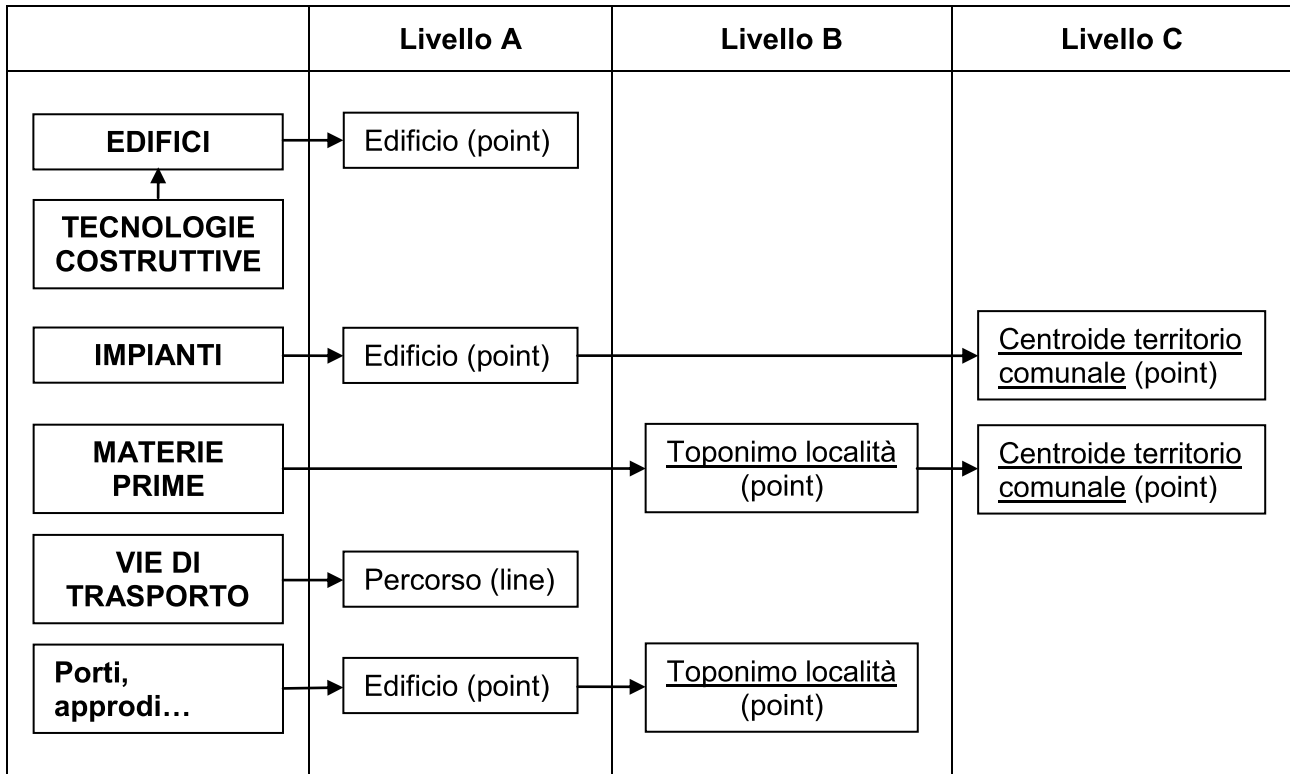 Livello A Livello B Livello C
EDIFICI Edificio (point)
TECNOLOGIE
COSTRUTTIVE
IMPIANTI Edificio (point) Centroide territorio
comunale (point)
MATERIE
PRIME
Toponimo località
(point)
Centroide territorio
comunale (point)
VIE DI
TRASPORTO
Percorso (line)
Porti,
approdi…
Edificio (point)
Toponimo località
(point)